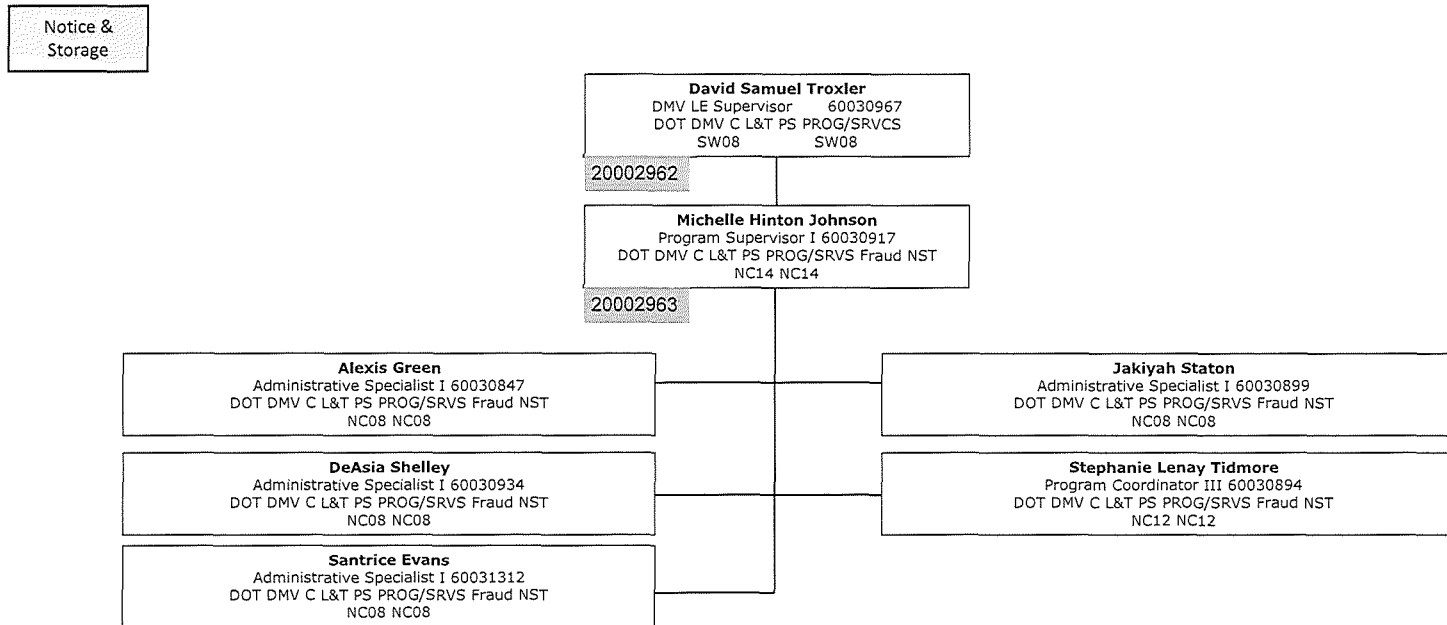 Notice &
Storage
David Samuel Troxler
DMV LE Supervisor 60030967
DOT DMV C L&T PS PROG/SRVCS
SW08 SW08
20002962
Michelle Hinton Johnson
Program Supervisor I 60030917
DOT DMV C L&T PS PROG/SRVS Fraud NST
NC14 NC14
20002963
Alexis Green
Administrative Specialist I 60030847
DOT DMV C L&T PS PROG/SRVS Fraud NST
NC08 NC08
Jakiyah Staton
Administrative Specialist I 60030899
DOT DMV C L&T PS PROG/SRVS Fraud NST
NC08 NC08
DeAsia Shelley
Administrative Specialist I 60030934
DOT DMV C L&T PS PROG/SRVS Fraud NST
NC08 NC08
Stephanie Lenay Tidmore
Program Coordinator III 60030894
DOT DMV C L&T PS PROG/SRVS Fraud NST
NC12 NC12
Santrice Evans
Administrative Specialist I 60031312
DOT DMV C L&T PS PROG/SRVS Fraud NST
NC08 NC08